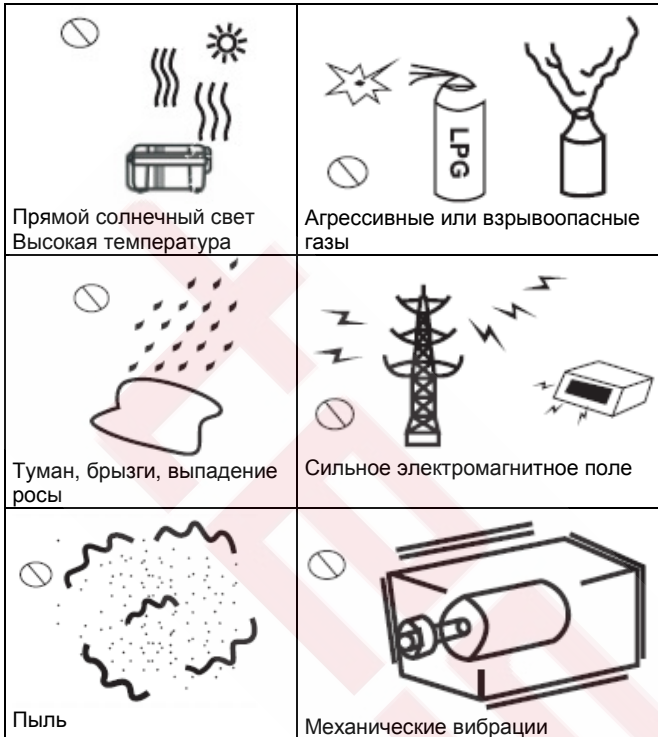 Прямой солнечный свет
Высокая температура
LPG
Агрессивные или взрывоопасные
газы
Туман, брызги, выпадение
росы
Сильное электромагнитное поле
Пыль
Механические вибрации